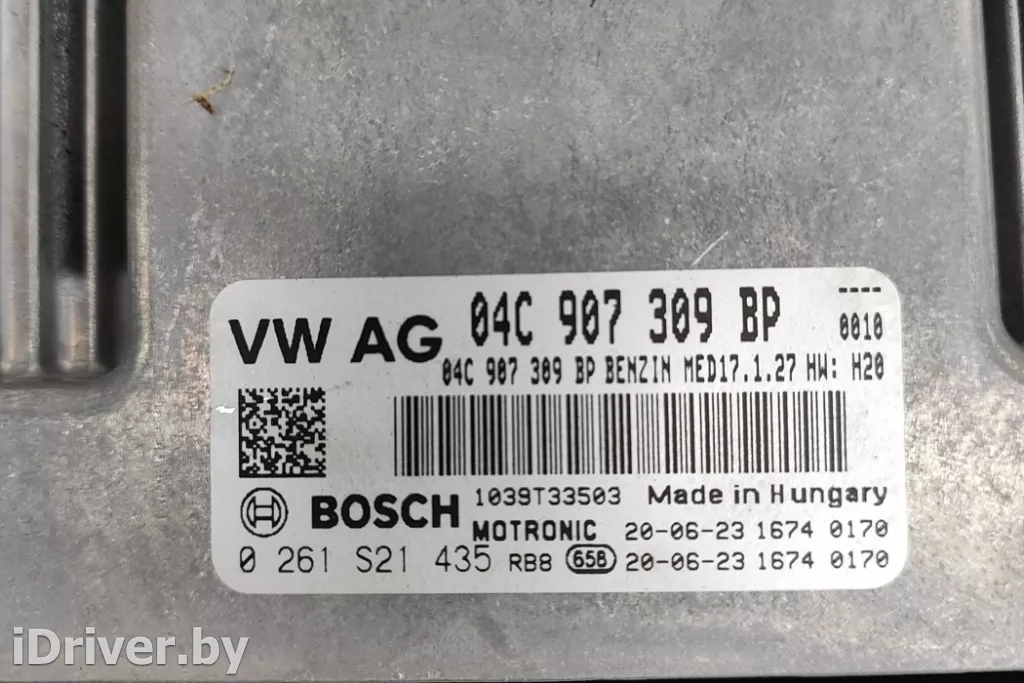 VW AG 04C 907 309 BP ----
0010
04C 907 309 BP BENZIN MED17.1.27 HW: H20
BOSCH 1039T33503 Made in Hungary
MOTRONIC 20-06-23 1674 0170
0 261 S21 435 RB8 65B 20-06-23 1674 0170
iDriver.by